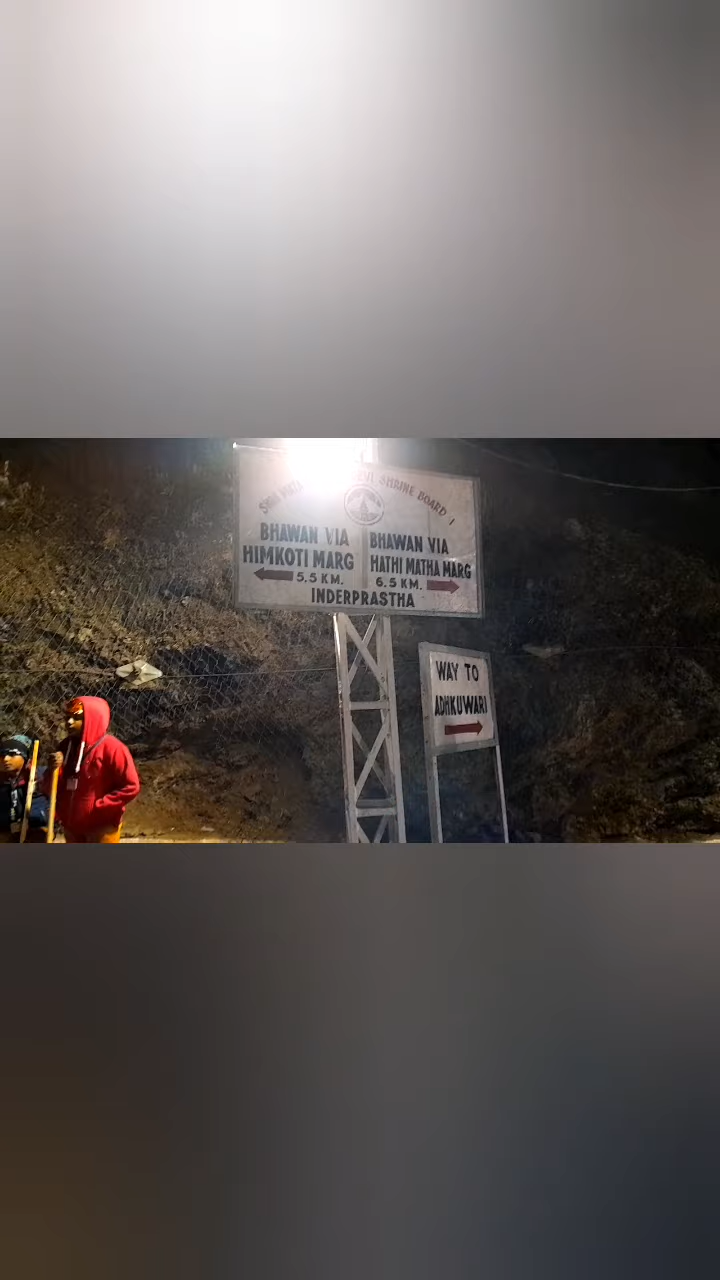 SHRINE BOARD
BHAWAN VIA
HIMKOTI MARG
5.5 KM.
BHAWAN VIA
HATHI MATHA MARG
6.5 KM.
INDERPRASTHA
WAY TO
ADHKUWARI